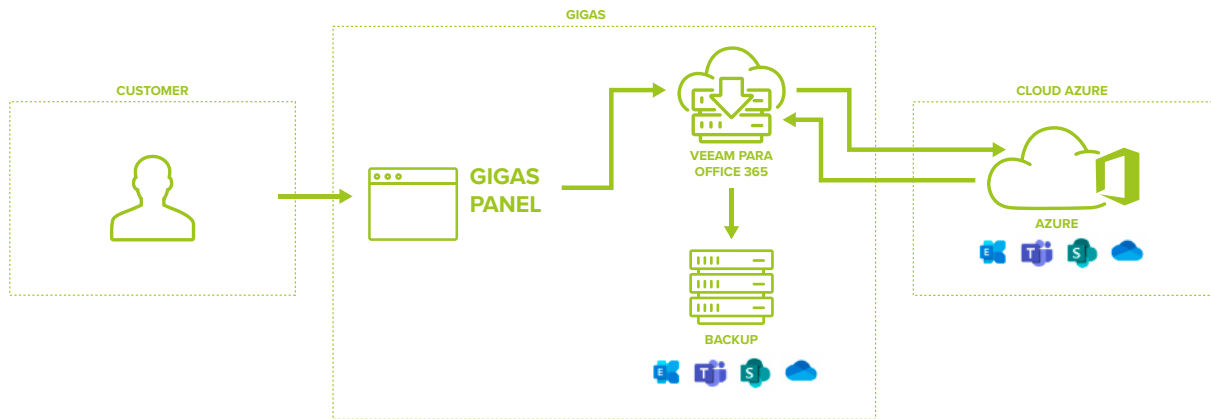 GIGAS
CUSTOMER
CLOUD AZURE
VEEAM PARA
OFFICE 365
GIGAS
PANEL
AZURE
E
T
S
BACKUP
E
T
S